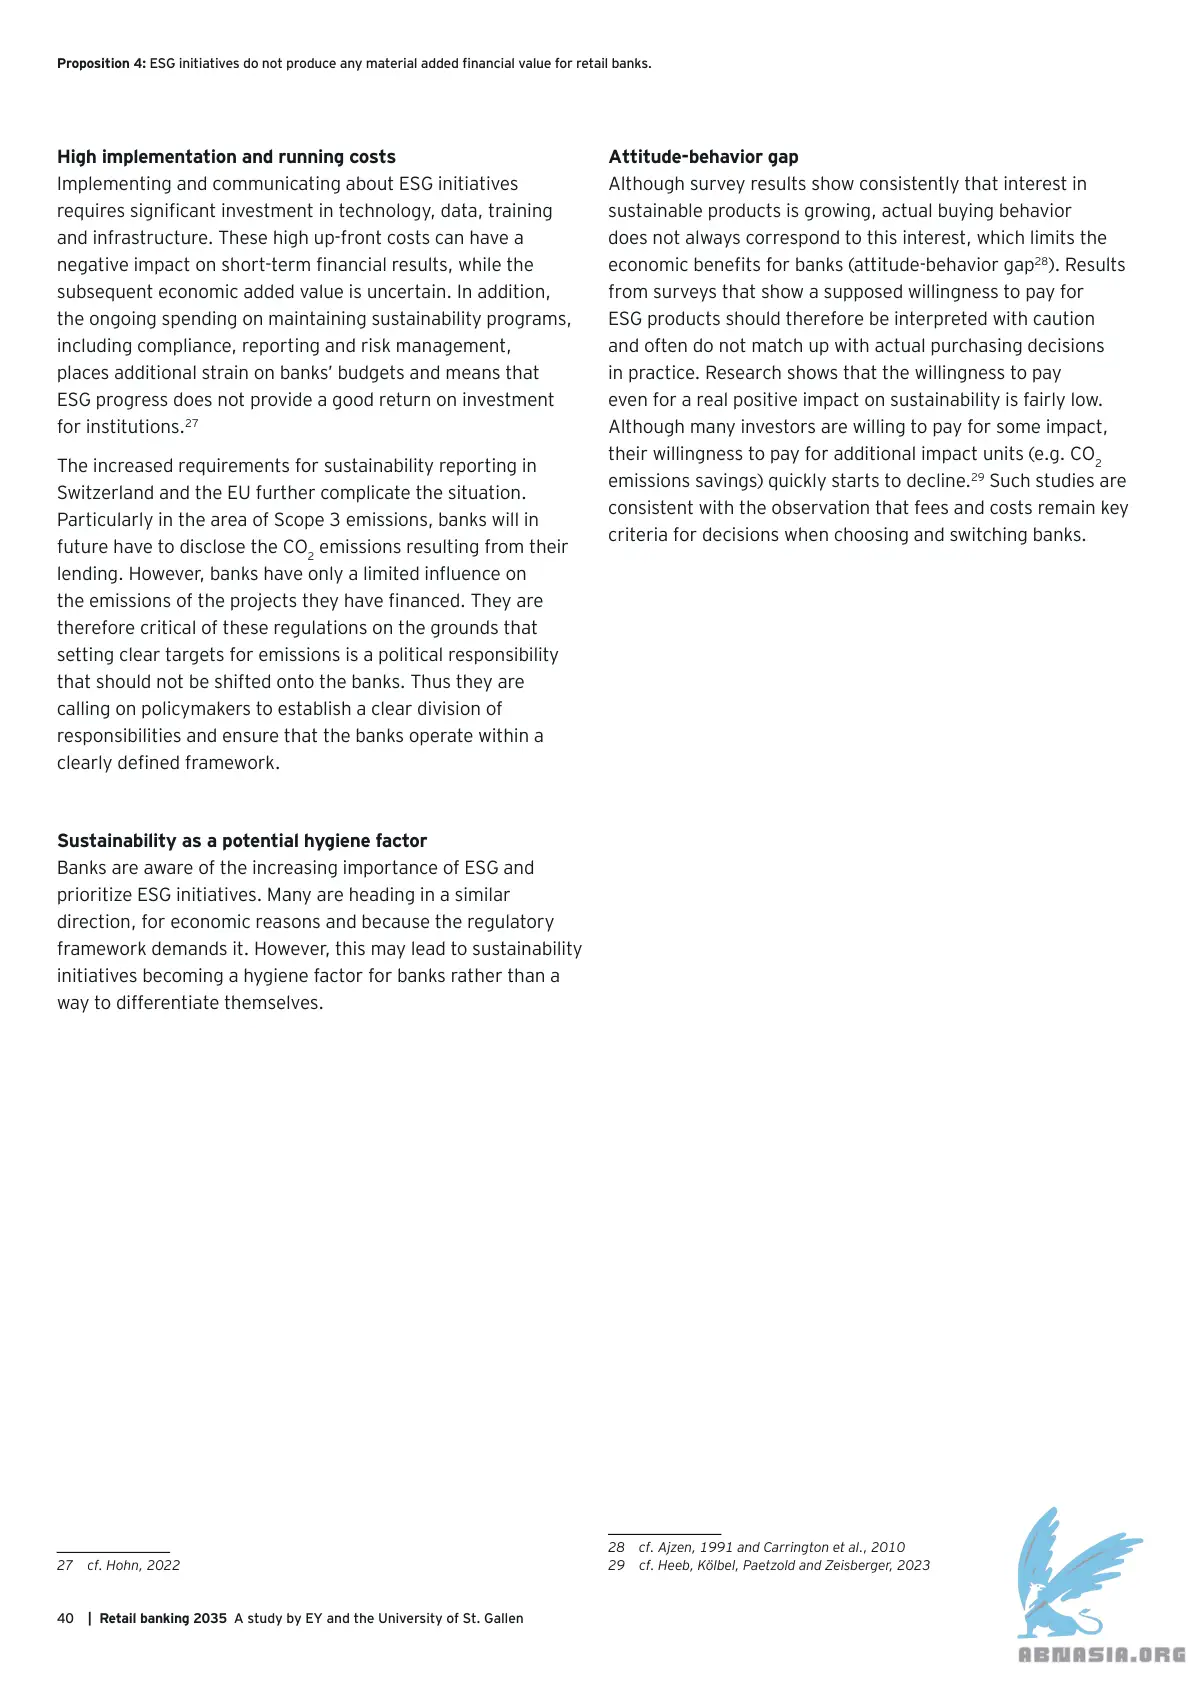 Proposition 4: ESG initiatives do not produce any material added financial value for retail banks.
High implementation and running costs
Implementing and communicating about ESG initiatives
requires significant investment in technology, data, training
and infrastructure. These high up-front costs can have a
negative impact on short-term financial results, while the
subsequent economic added value is uncertain. In addition,
the ongoing spending on maintaining sustainability programs,
including compliance, reporting and risk management,
places additional strain on banks’ budgets and means that
ESG progress does not provide a good return on investment
for institutions.27
The increased requirements for sustainability reporting in
Switzerland and the EU further complicate the situation.
Particularly in the area of Scope 3 emissions, banks will in
future have to disclose the CO2 emissions resulting from their
lending. However, banks have only a limited influence on
the emissions of the projects they have financed. They are
therefore critical of these regulations on the grounds that
setting clear targets for emissions is a political responsibility
that should not be shifted onto the banks. Thus they are
calling on policymakers to establish a clear division of
responsibilities and ensure that the banks operate within a
clearly defined framework.
Sustainability as a potential hygiene factor
Banks are aware of the increasing importance of ESG and
prioritize ESG initiatives. Many are heading in a similar
direction, for economic reasons and because the regulatory
framework demands it. However, this may lead to sustainability
initiatives becoming a hygiene factor for banks rather than a
way to differentiate themselves.
Attitude-behavior gap
Although survey results show consistently that interest in
sustainable products is growing, actual buying behavior
does not always correspond to this interest, which limits the
economic benefits for banks (attitude-behavior gap28). Results
from surveys that show a supposed willingness to pay for
ESG products should therefore be interpreted with caution
and often do not match up with actual purchasing decisions
in practice. Research shows that the willingness to pay
even for a real positive impact on sustainability is fairly low.
Although many investors are willing to pay for some impact,
their willingness to pay for additional impact units (e.g. CO2
emissions savings) quickly starts to decline.29 Such studies are
consistent with the observation that fees and costs remain key
criteria for decisions when choosing and switching banks.
27 cf. Hohn, 2022
28 cf. Ajzen, 1991 and Carrington et al., 2010
29 cf. Heeb, Kölbel, Paetzold and Zeisberger, 2023
40 | Retail banking 2035 A study by EY and the University of St. Gallen
ABNASIA.ORG